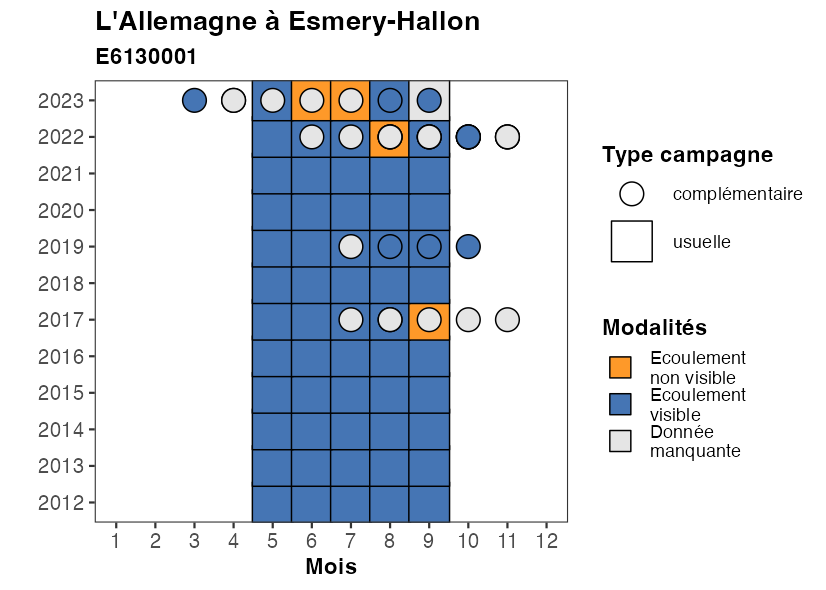 L'Allemagne à Esmery-Hallon
E6130001
2023
2022
2021
2020
2019
2018
2017
2016
2015
2014
2013
2012
1 2 3 4 5 6 7 8 9 10 11 12
Mois
Type campagne
complémentaire
usuelle
Modalités
Ecoulement
non visible
Ecoulement
visible
Donnée
manquante